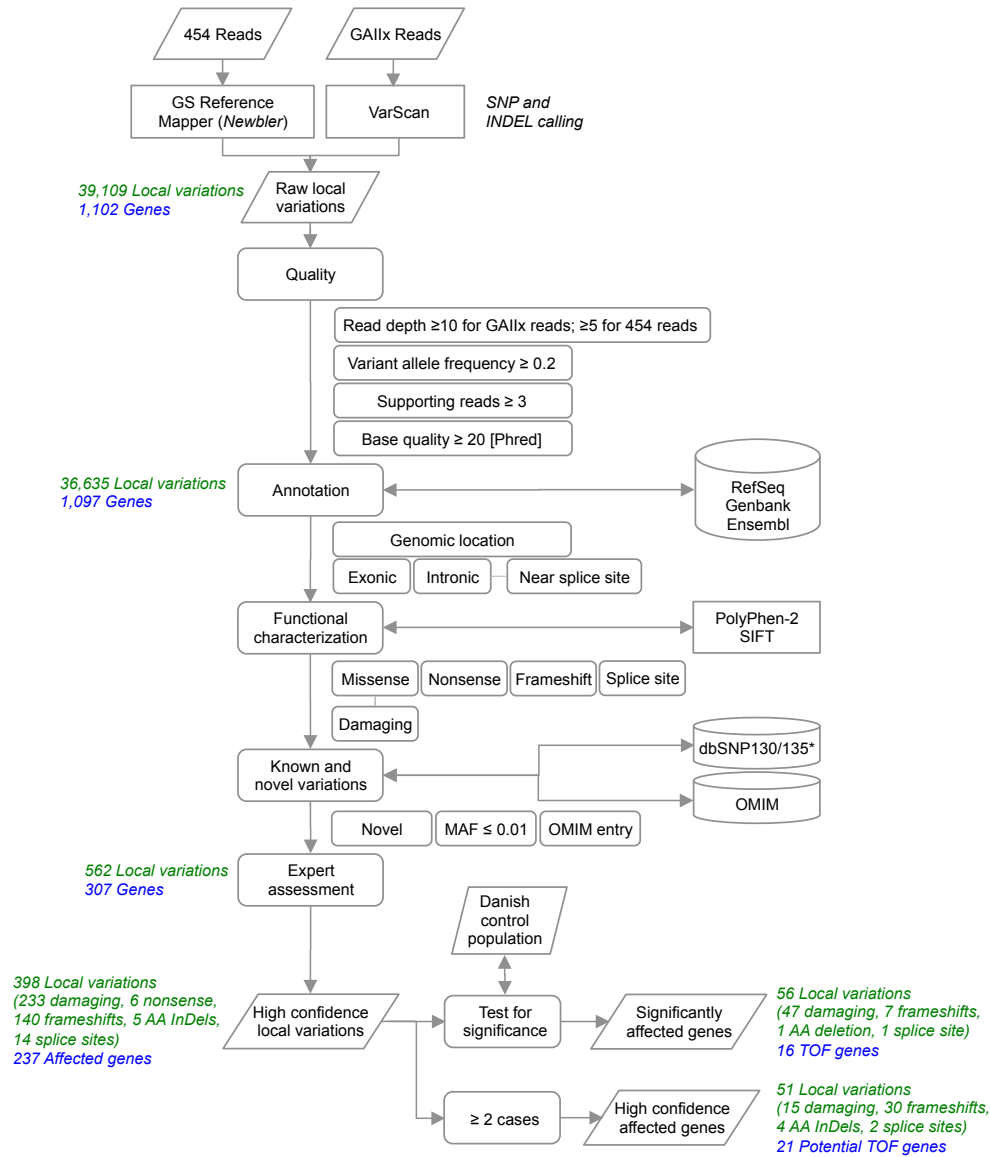 454 Reads
GAIIx Reads
GS Reference
Mapper (Newbler)
VarScan
SNP and
INDEL calling
39,109 Local variations
1,102 Genes
Raw local
variations
Quality
Read depth ≥10 for GAIIx reads; ≥5 for 454 reads
Variant allele frequency ≥ 0.2
Supporting reads ≥ 3
Base quality ≥ 20 [Phred]
36,635 Local variations
1,097 Genes
Annotation
RefSeq
Genbank
Ensembl
Genomic location
Exonic
Intronic
Near splice site
Functional
characterization
PolyPhen-2
SIFT
Missense
Nonsense
Frameshift
Splice site
Damaging
Known and
novel variations
dbSNP130/135*
OMIM
Novel
MAF ≤ 0.01
OMIM entry
562 Local variations
307 Genes
Expert
assessment
Danish
control
population
398 Local variations
(233 damaging, 6 nonsense,
140 frameshifts, 5 AA InDels,
14 splice sites)
237 Affected genes
High confidence
local variations
Test for
significance
Significantly
affected genes
56 Local variations
(47 damaging, 7 frameshifts,
1 AA deletion, 1 splice site)
16 TOF genes
≥ 2 cases
High confidence
affected genes
51 Local variations
(15 damaging, 30 frameshifts,
4 AA InDels, 2 splice sites)
21 Potential TOF genes